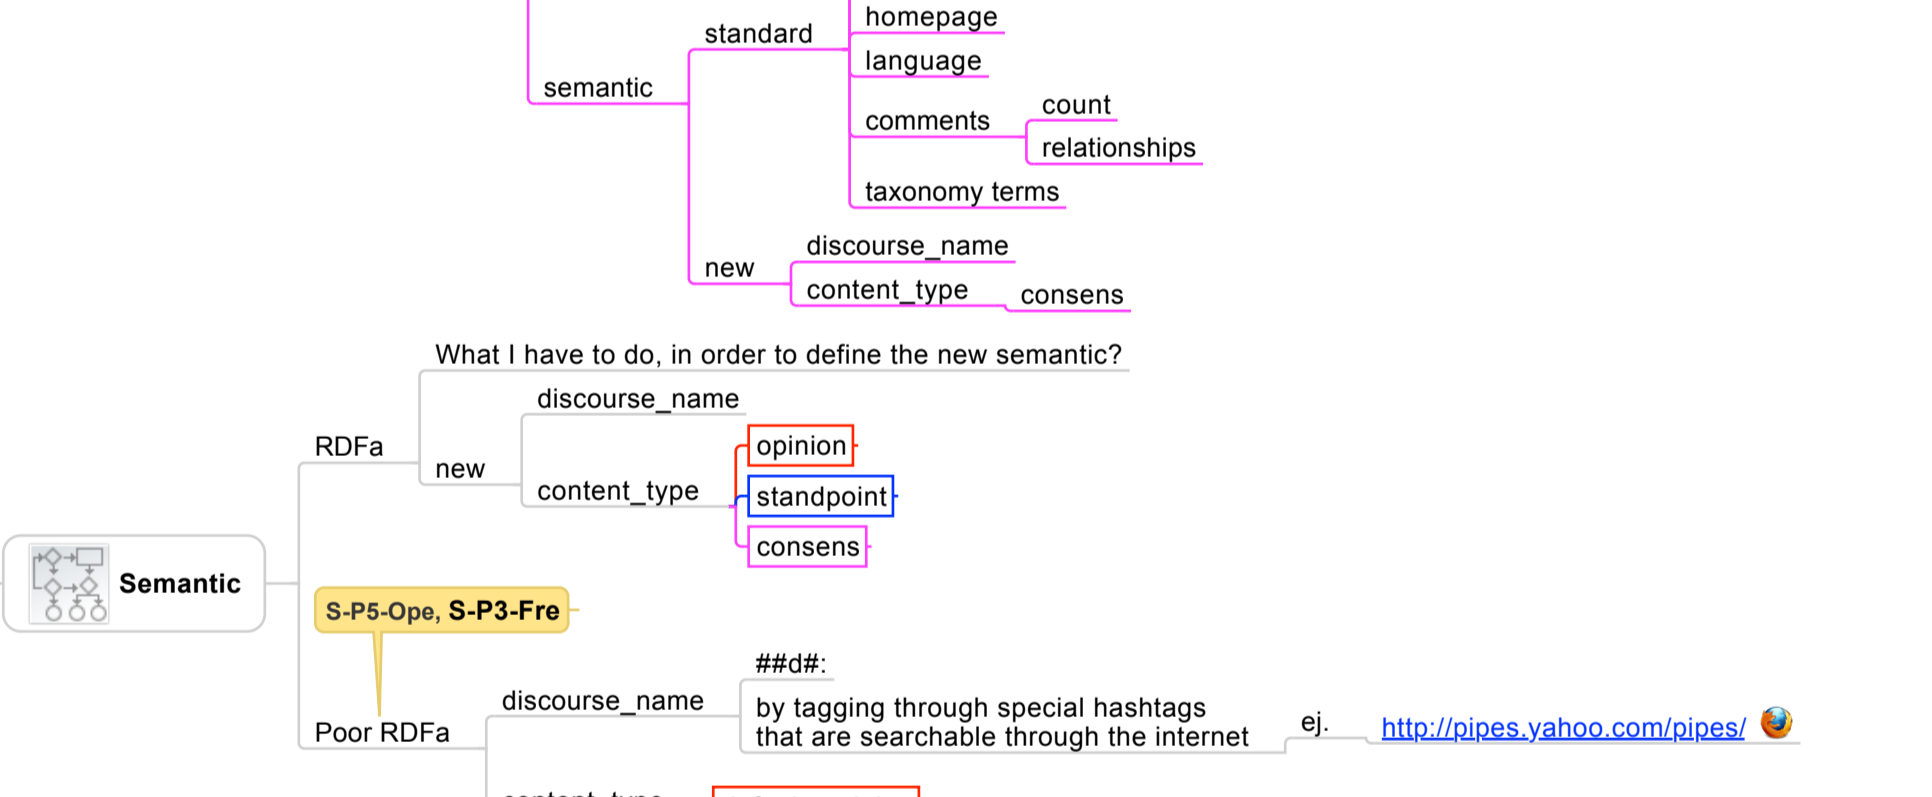 homepage
standard
language
semantic
count
comments
relationships
taxonomy terms
discourse_name
new
content_type
consens
What I have to do, in order to define the new semantic?
discourse_name
RDFa
opinion
new
content_type
standpoint
consens
Semantic
S-P5-Ope, S-P3-Fre
##d#:
discourse_name
by tagging through special hashtags
that are searchable through the internet
ej.
http://pipes.yahoo.com/pipes/
Poor RDFa